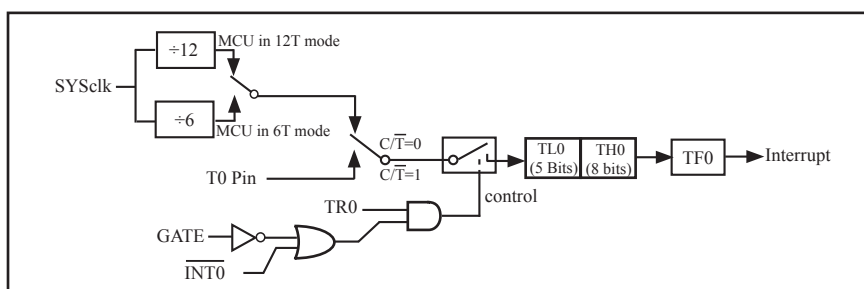 ÷12
MCU in 12T mode
SYSclk
÷6
MCU in 6T mode
C/T̅=0
C/T̅=1
T0 Pin
TL0
(5 Bits)
TH0
(8 bits)
TF0
Interrupt
control
TR0
GATE
I̅N̅T̅0̅